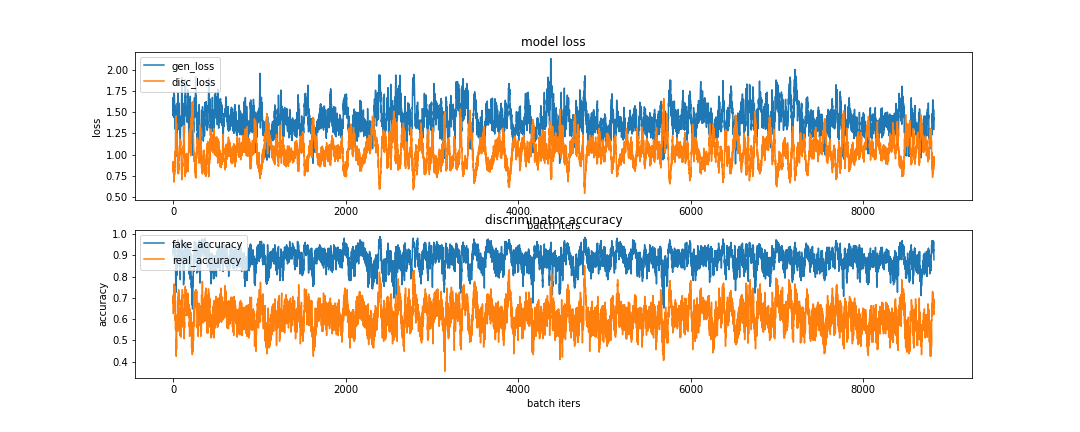 model loss
gen_loss
disc_loss
2.00
1.75
1.50
1.25
1.00
0.75
0.50
loss
0
2000
4000
6000
8000
batch iters
discriminator accuracy
fake_accuracy
real_accuracy
1.0
0.9
0.8
0.7
0.6
0.5
0.4
accuracy
0
2000
4000
6000
8000
batch iters